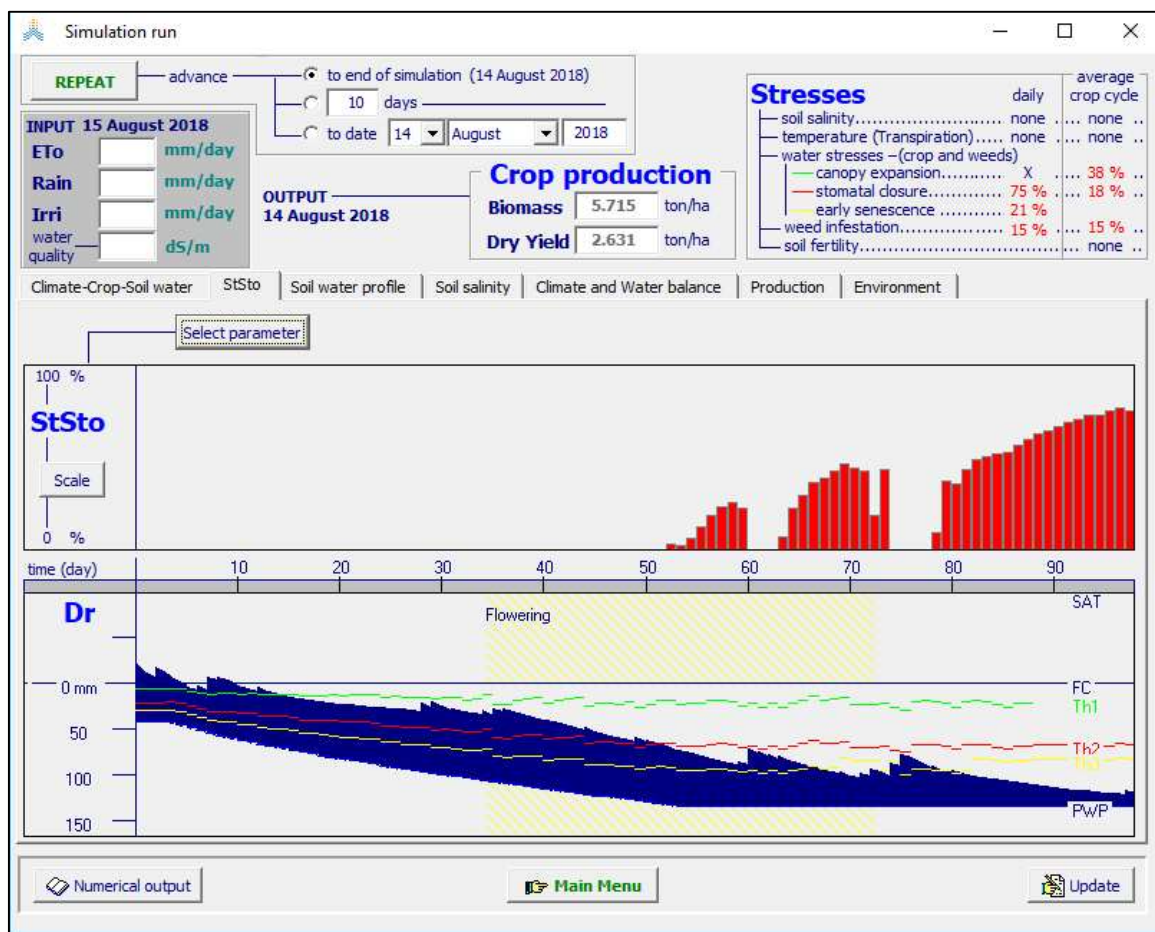 Simulation run
REPEAT
advance
to end of simulation (14 August 2018)
10 days
to date 14 August 2018
INPUT 15 August 2018
ETo mm/day
Rain mm/day
Irri mm/day
water
quality dS/m
OUTPUT
14 August 2018
Crop production
Biomass 5.715 ton/ha
Dry Yield 2.631 ton/ha
Stresses daily average
crop cycle
soil salinity.................... none .... none ..
temperature (Transpiration)..... none .... none ..
water stresses –(crop and weeds)
canopy expansion........... X .... 38 % ..
stomatal closure.......... 75 % .... 18 % ..
early senescence ........... 21 %
weed infestation................ 15 % .... 15 % ..
soil fertility.................................... none ..
Climate-Crop-Soil water StSto Soil water profile Soil salinity Climate and Water balance Production Environment
Select parameter
100 %
StSto
Scale
0 %
time (day) 10 20 30 40 50 60 70 80 90
Dr
Flowering
SAT
0 mm
FC
Th1
50
Th2
Th3
100
PWP
150
Numerical output
Main Menu
Update